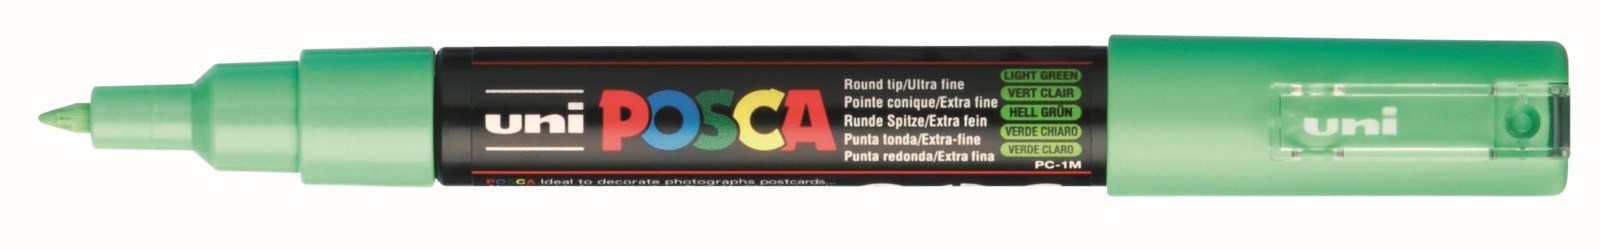 uni POSCA
Round tip/Ultra fine
Pointe conique/Extra fine
Runde Spitze/Extra fein
Punta tonda/Extra-fine
Punta redonda/Extra fina
LIGHT GREEN
VERT CLAIR
HELL GRÜN
VERDE CHIARO
VERDE CLARO
PC-1M
POSCA Ideal to decorate photographs postcards...
uni